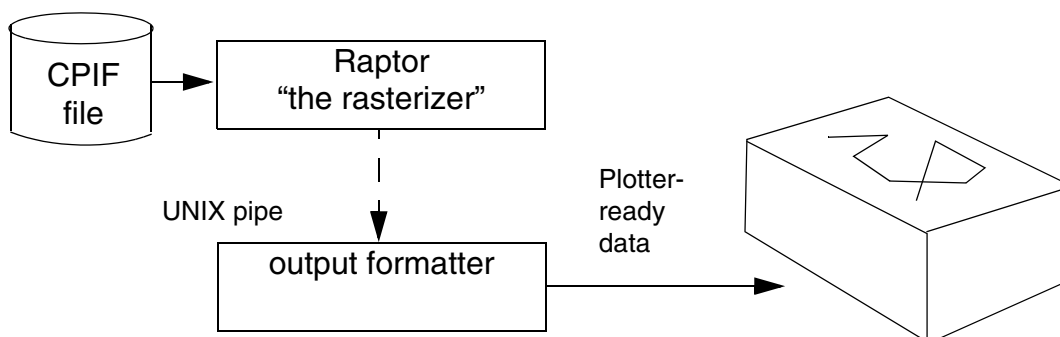 CPIF
file
Raptor
“the rasterizer”
UNIX pipe
Plotter-
ready
data
output formatter